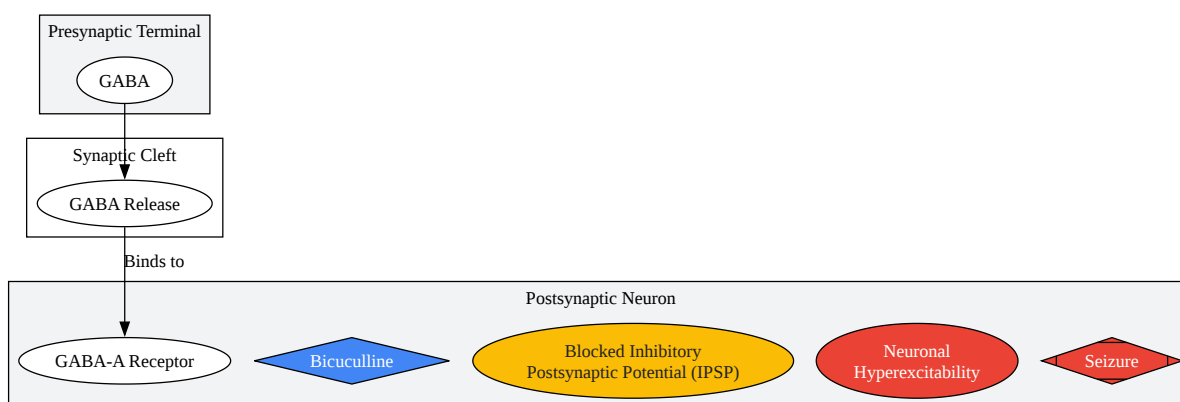 Presynaptic Terminal
GABA
Synaptic Cleft
GABA Release
Binds to
Postsynaptic Neuron
GABA-A Receptor
Bicuculline
Blocked Inhibitory
Postsynaptic Potential (IPSP)
Neuronal
Hyperexcitability
Seizure